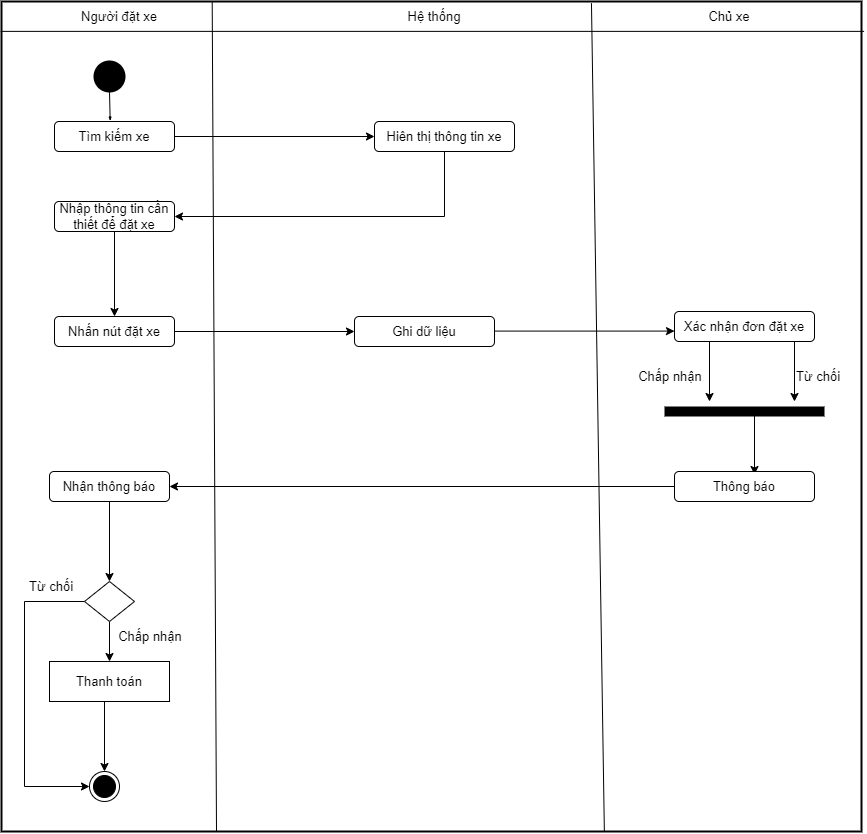 Người đặt xe
Hệ thống
Chủ xe
Tìm kiếm xe
Hiên thị thông tin xe
Nhập thông tin cần
thiết để đặt xe
Nhấn nút đặt xe
Ghi dữ liệu
Xác nhận đơn đặt xe
Chấp nhận
Từ chối
Nhận thông báo
Thông báo
Từ chối
Chấp nhận
Thanh toán